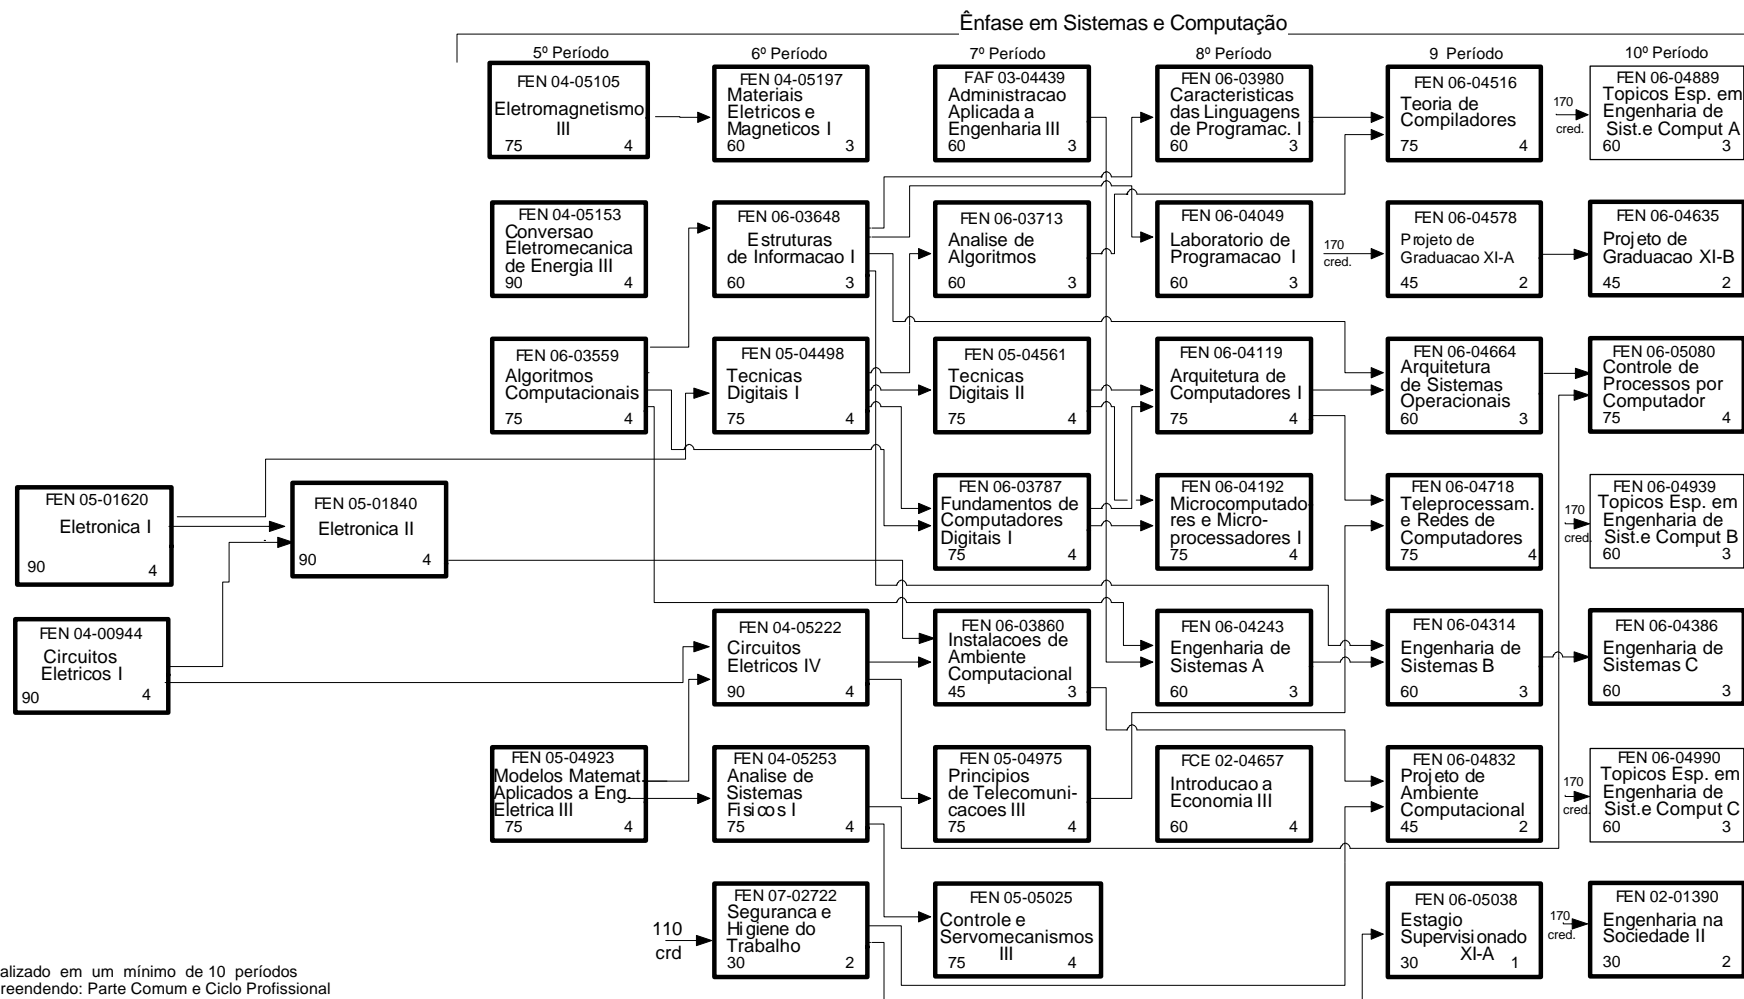 Ênfase em Sistemas e Computação
5º Período
6º Período
7º Período
8º Período
9 Período
10º Período
FEN 04-05105
Eletromagnetismo
III
75 4
FEN 04-05197
Materiais
Eletricos e
Magneticos I
60 3
FAF 03-04439
Administracao
Aplicada a
Engenharia III
60 3
FEN 06-03980
Caracteristicas
das Linguagens
de Programac. I
60 3
FEN 06-04516
Teoria de
Compiladores
75 4
170
cred.
FEN 06-04889
Topicos Esp. em
Engenharia de
Sist.e Comput A
60 3
FEN 04-05153
Conversao
Eletromecanica
de Energia III
90 4
FEN 06-03648
Estruturas
de Informacao I
60 3
FEN 06-03713
Analise de
Algoritmos
60 3
FEN 06-04049
Laboratorio de
Programacao I
60 3
170
cred.
FEN 06-04578
Projeto de
Graduacao XI-A
45 2
FEN 06-04635
Projeto de
Graduacao XI-B
45 2
FEN 06-03559
Algoritmos
Computacionais
75 4
FEN 05-04498
Tecnicas
Digitais I
75 4
FEN 05-04561
Tecnicas
Digitais II
75 4
FEN 06-04119
Arquitetura de
Computadores I
75 4
FEN 06-04664
Arquitetura
de Sistemas
Operacionais
60 3
FEN 06-05080
Controle de
Processos por
Computador
75 4
FEN 05-01620
Eletronica I
90 4
FEN 05-01840
Eletronica II
90 4
FEN 06-03787
Fundamentos de
Computadores
Digitais I
75 4
FEN 06-04192
Microcomputado-
res e Micro-
processadores I
75 4
FEN 06-04718
Teleprocessam.
e Redes de
Computadores
75 4
170
cred.
FEN 06-04939
Topicos Esp. em
Engenharia de
Sist.e Comput B
60 3
FEN 04-00944
Circuitos
Eletricos I
90 4
FEN 04-05222
Circuitos
Eletricos IV
90 4
FEN 06-03860
Instalacoes de
Ambiente
Computacional
45 3
FEN 06-04243
Engenharia de
Sistemas A
60 3
FEN 06-04314
Engenharia de
Sistemas B
60 3
FEN 06-04386
Engenharia de
Sistemas C
60 3
FEN 05-04923
Modelos Matemat.
Aplicados a Eng.
Eletrica III
75 4
FEN 04-05253
Analise de
Sistemas
Fisicos I
75 4
FEN 05-04975
Principios
de Telecomuni-
cacoes III
75 4
FCE 02-04657
Introducao a
Economia III
60 4
FEN 06-04832
Projeto de
Ambiente
Computacional
45 2
170
cred.
FEN 06-04990
Topicos Esp. em
Engenharia de
Sist.e Comput C
60 3
110
crd
FEN 07-02722
Seguranca e
Higiene do
Trabalho
30 2
FEN 05-05025
Controle e
Servomecanismos
III
75 4
FEN 06-05038
Estagio
Supervisionado
XI-A
30 1
170
cred.
FEN 02-01390
Engenharia na
Sociedade II
30 2
alizado em um mínimo de 10 períodos
reendendo: Parte Comum e Ciclo Profissional